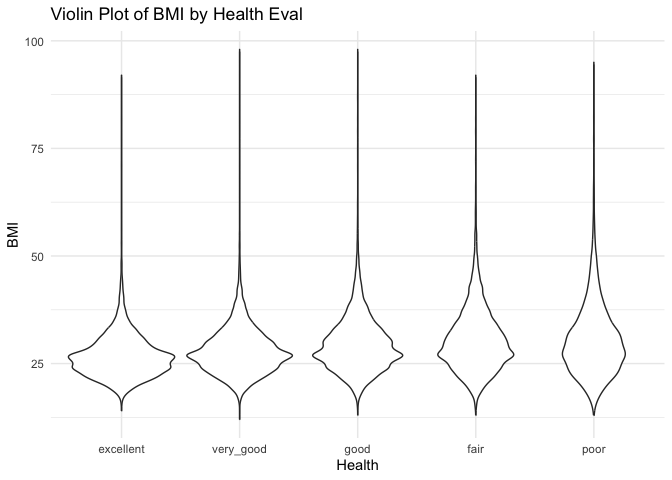 Violin Plot of BMI by Health Eval
100
75
50
25
BMI
excellent very_good good fair poor
Health